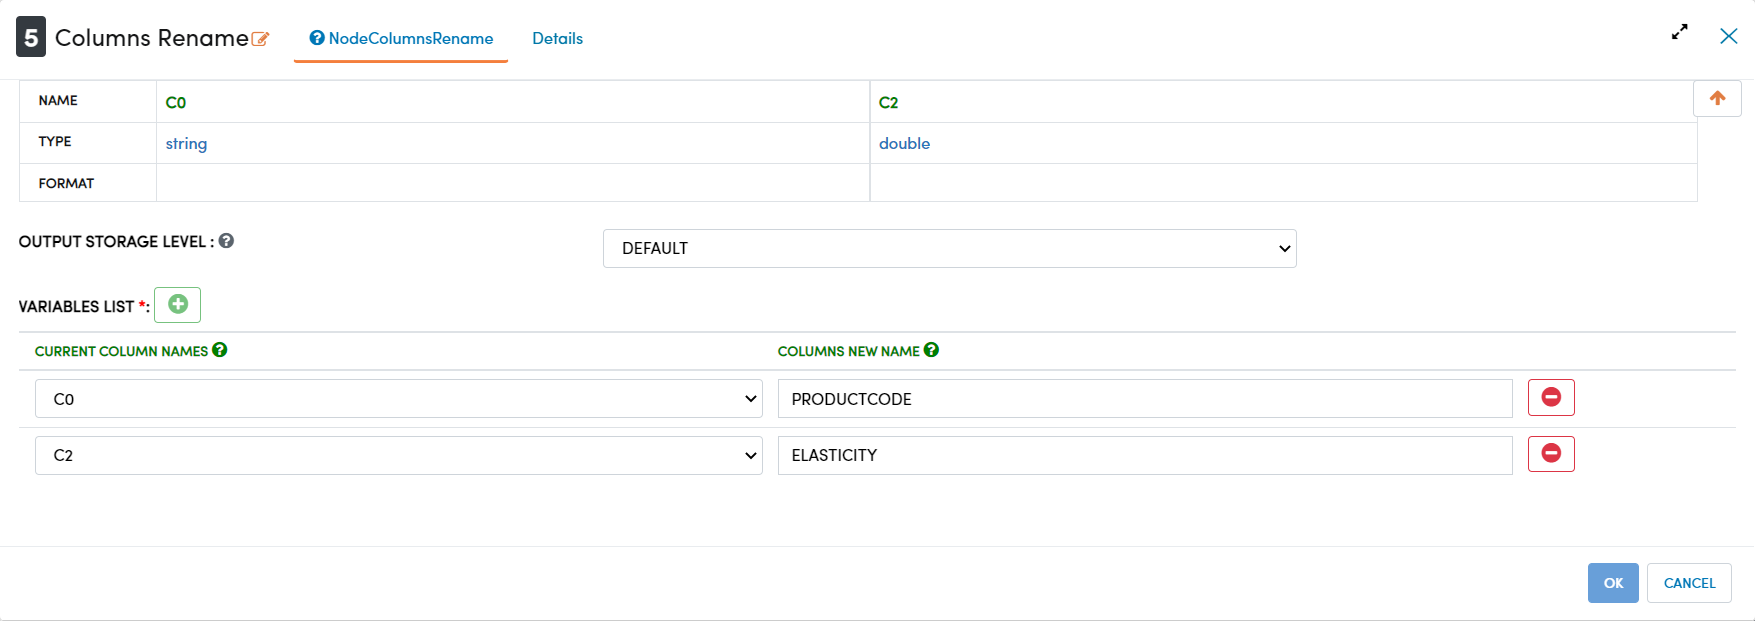 5 Columns Rename NodeColumnsRename Details
NAME C0 C2
TYPE string double
FORMAT
OUTPUT STORAGE LEVEL : DEFAULT
VARIABLES LIST *:
CURRENT COLUMN NAMES COLUMNS NEW NAME
C0 PRODUCTCODE
C2 ELASTICITY
OK CANCEL